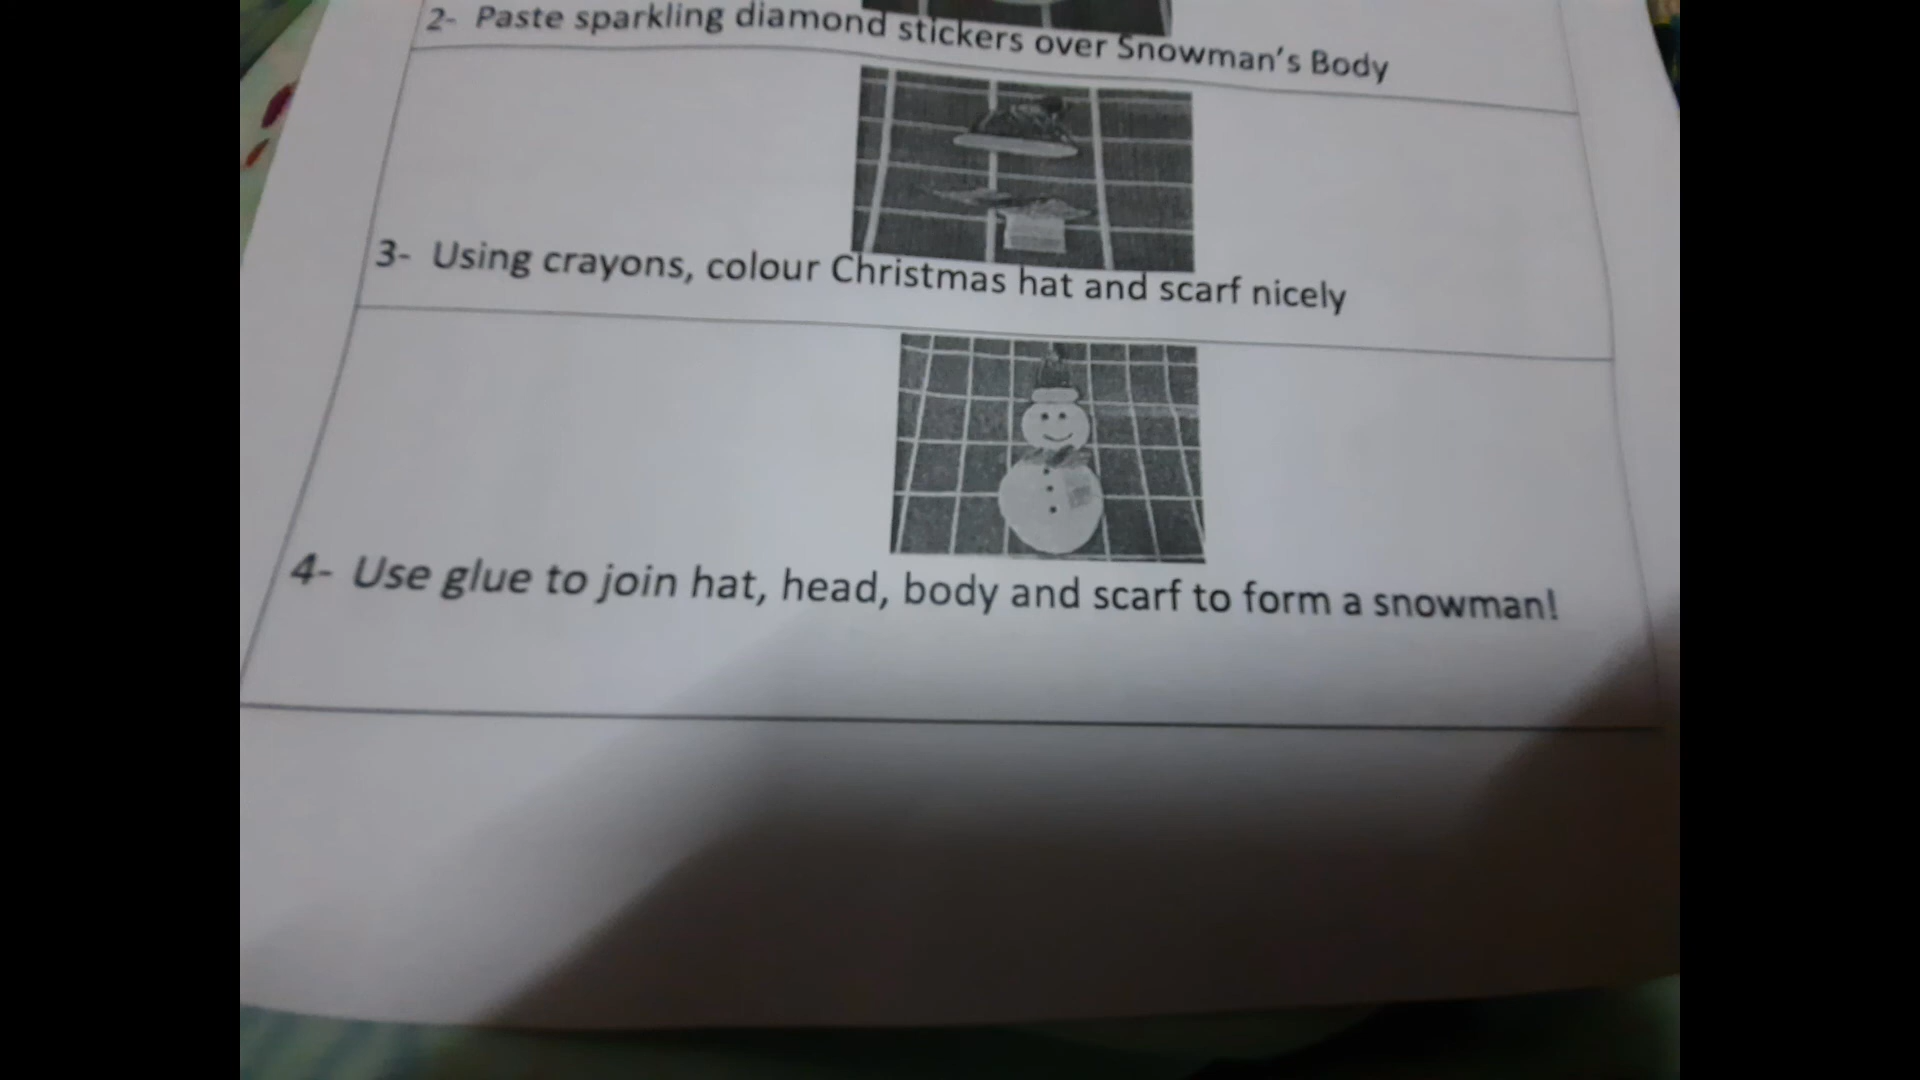 2- Paste sparkling diamond stickers over Snowman's Body
3- Using crayons, colour Christmas hat and scarf nicely
4- Use glue to join hat, head, body and scarf to form a snowman!